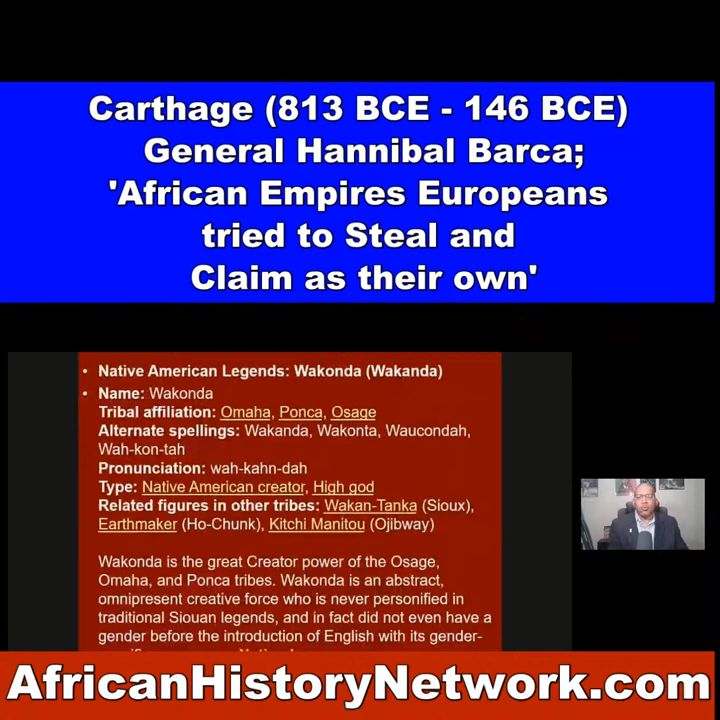 Carthage (813 BCE - 146 BCE)
General Hannibal Barca;
'African Empires Europeans
tried to Steal and
Claim as their own'
• Native American Legends: Wakonda (Wakanda)
• Name: Wakonda
Tribal affiliation: Omaha, Ponca, Osage
Alternate spellings: Wakanda, Wakonta, Waucondah,
Wah-kon-tah
Pronunciation: wah-kahn-dah
Type: Native American creator, High god
Related figures in other tribes: Wakan-Tanka (Sioux),
Earthmaker (Ho-Chunk), Kitchi Manitou (Ojibway)
Wakonda is the great Creator power of the Osage,
Omaha, and Ponca tribes. Wakonda is an abstract,
omnipresent creative force who is never personified in
traditional Siouan legends, and in fact did not even have a
gender before the introduction of English with its gender-
AfricanHistoryNetwork.com